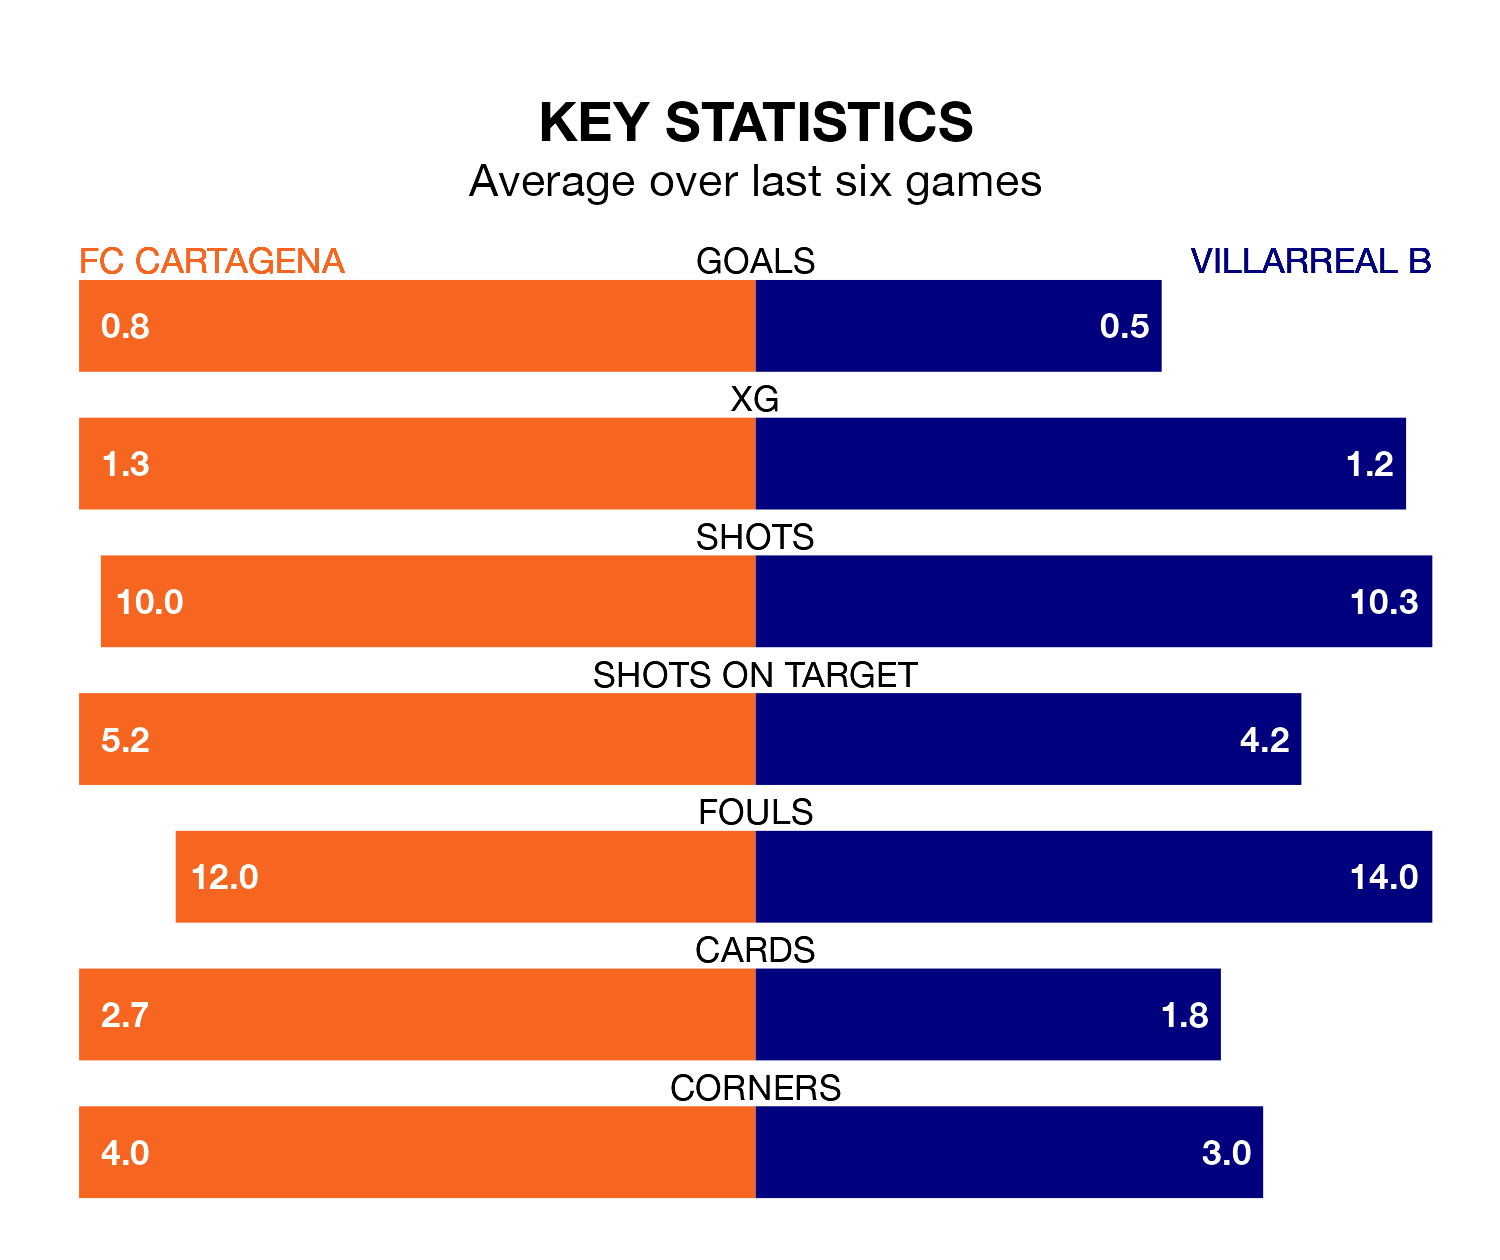 KEY STATISTICS
Average over last six games
FC CARTAGENA GOALS VILLARREAL B
0.8 0.5
XG
1.3 1.2
SHOTS
10.0 10.3
SHOTS ON TARGET
5.2 4.2
FOULS
12.0 14.0
CARDS
2.7 1.8
CORNERS
4.0 3.0